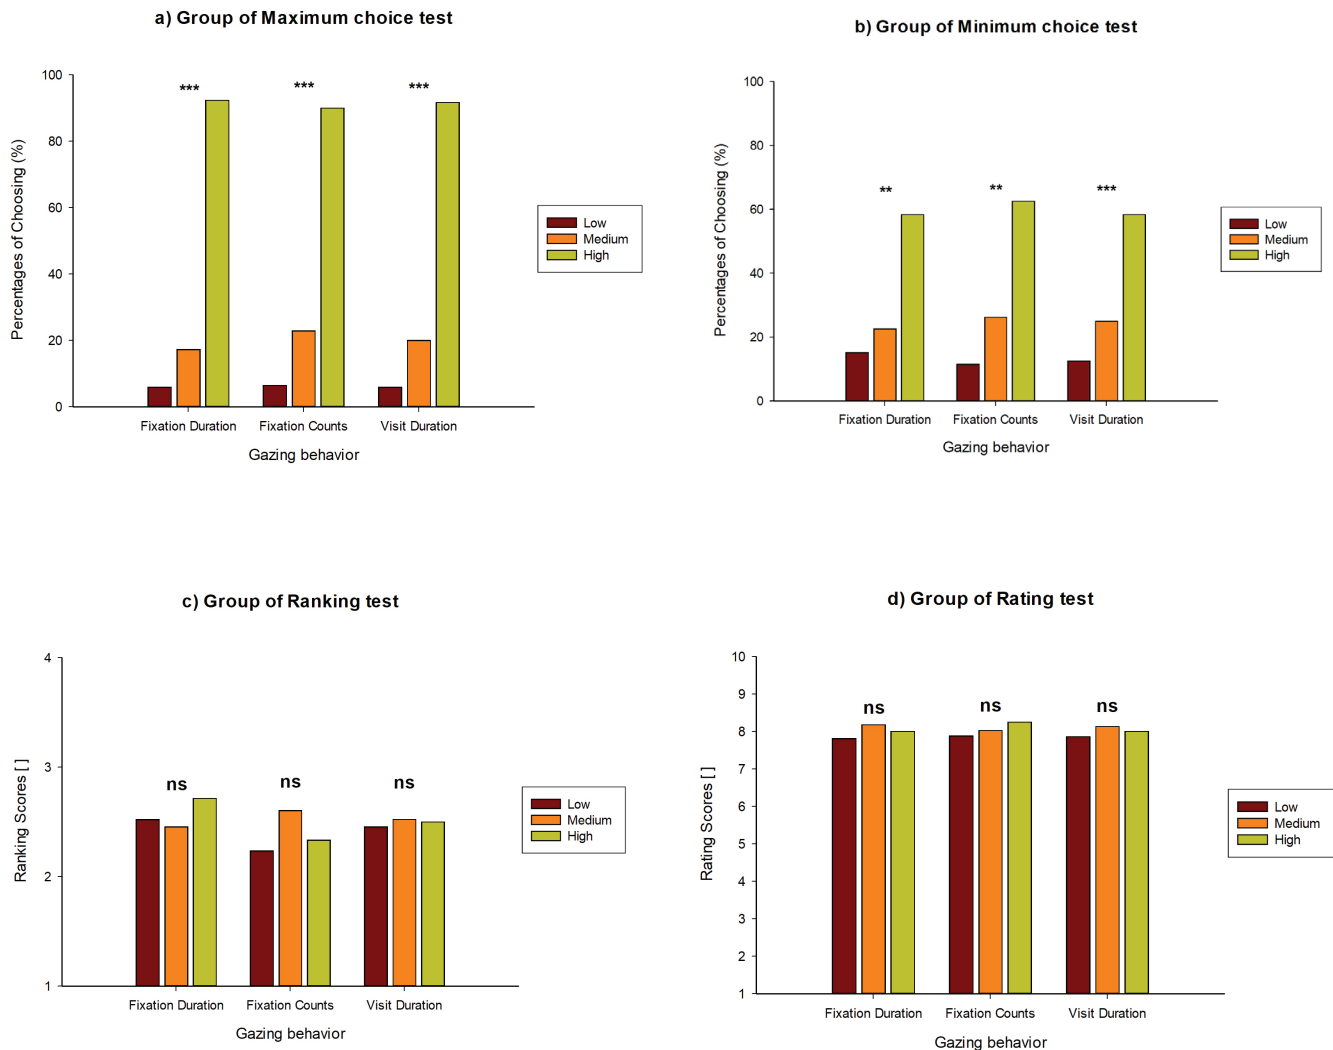 a) Group of Maximum choice test
Percentages of Choosing (%)
100
80
60
40
20
0
***
***
***
Fixation Duration
Fixation Counts
Visit Duration
Gazing behavior
Low
Medium
High
b) Group of Minimum choice test
Percentages of Choosing (%)
100
80
60
40
20
0
**
**
***
Fixation Duration
Fixation Counts
Visit Duration
Gazing behavior
Low
Medium
High
c) Group of Ranking test
Ranking Scores [ ]
4
3
2
1
ns
ns
ns
Fixation Duration
Fixation Counts
Visit Duration
Gazing behavior
Low
Medium
High
d) Group of Rating test
Rating Scores [ ]
10
9
8
7
6
5
4
3
2
1
ns
ns
ns
Fixation Duration
Fixation Counts
Visit Duration
Gazing behavior
Low
Medium
High